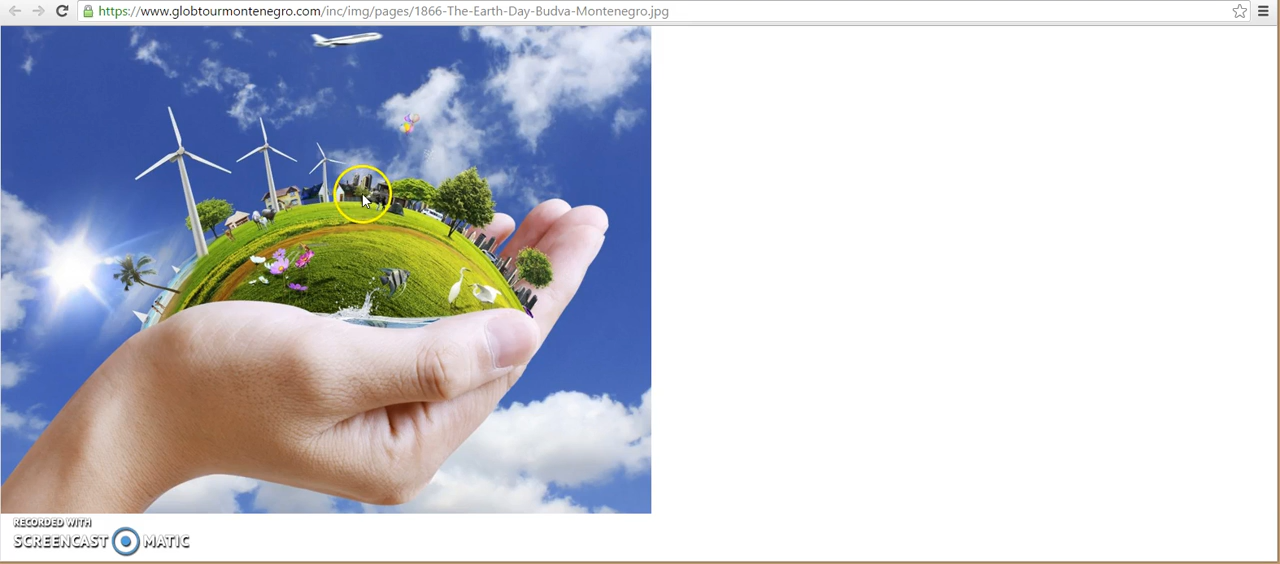 https://www.globtourmontenegro.com/inc/img/pages/1866-The-Earth-Day-Budva-Montenegro.jpg
RECORDED WITH
SCREENCAST MATIC